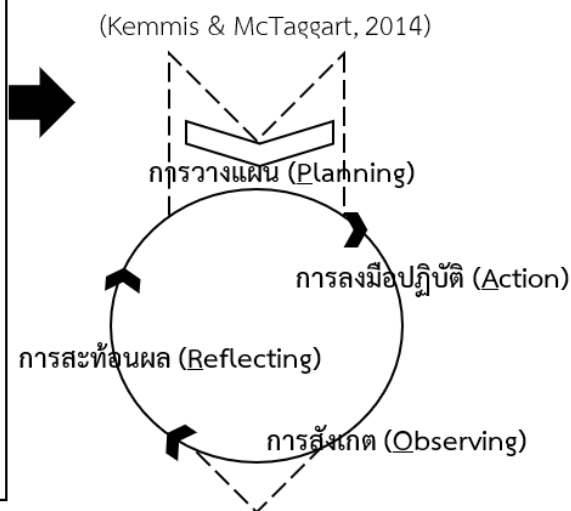 (Kemmis & McTaggart, 2014)
การวางแผน (Planning)
การลงมือปฏิบัติ (Action)
การสะท้อนผล (Reflecting)
การสังเกต (Observing)